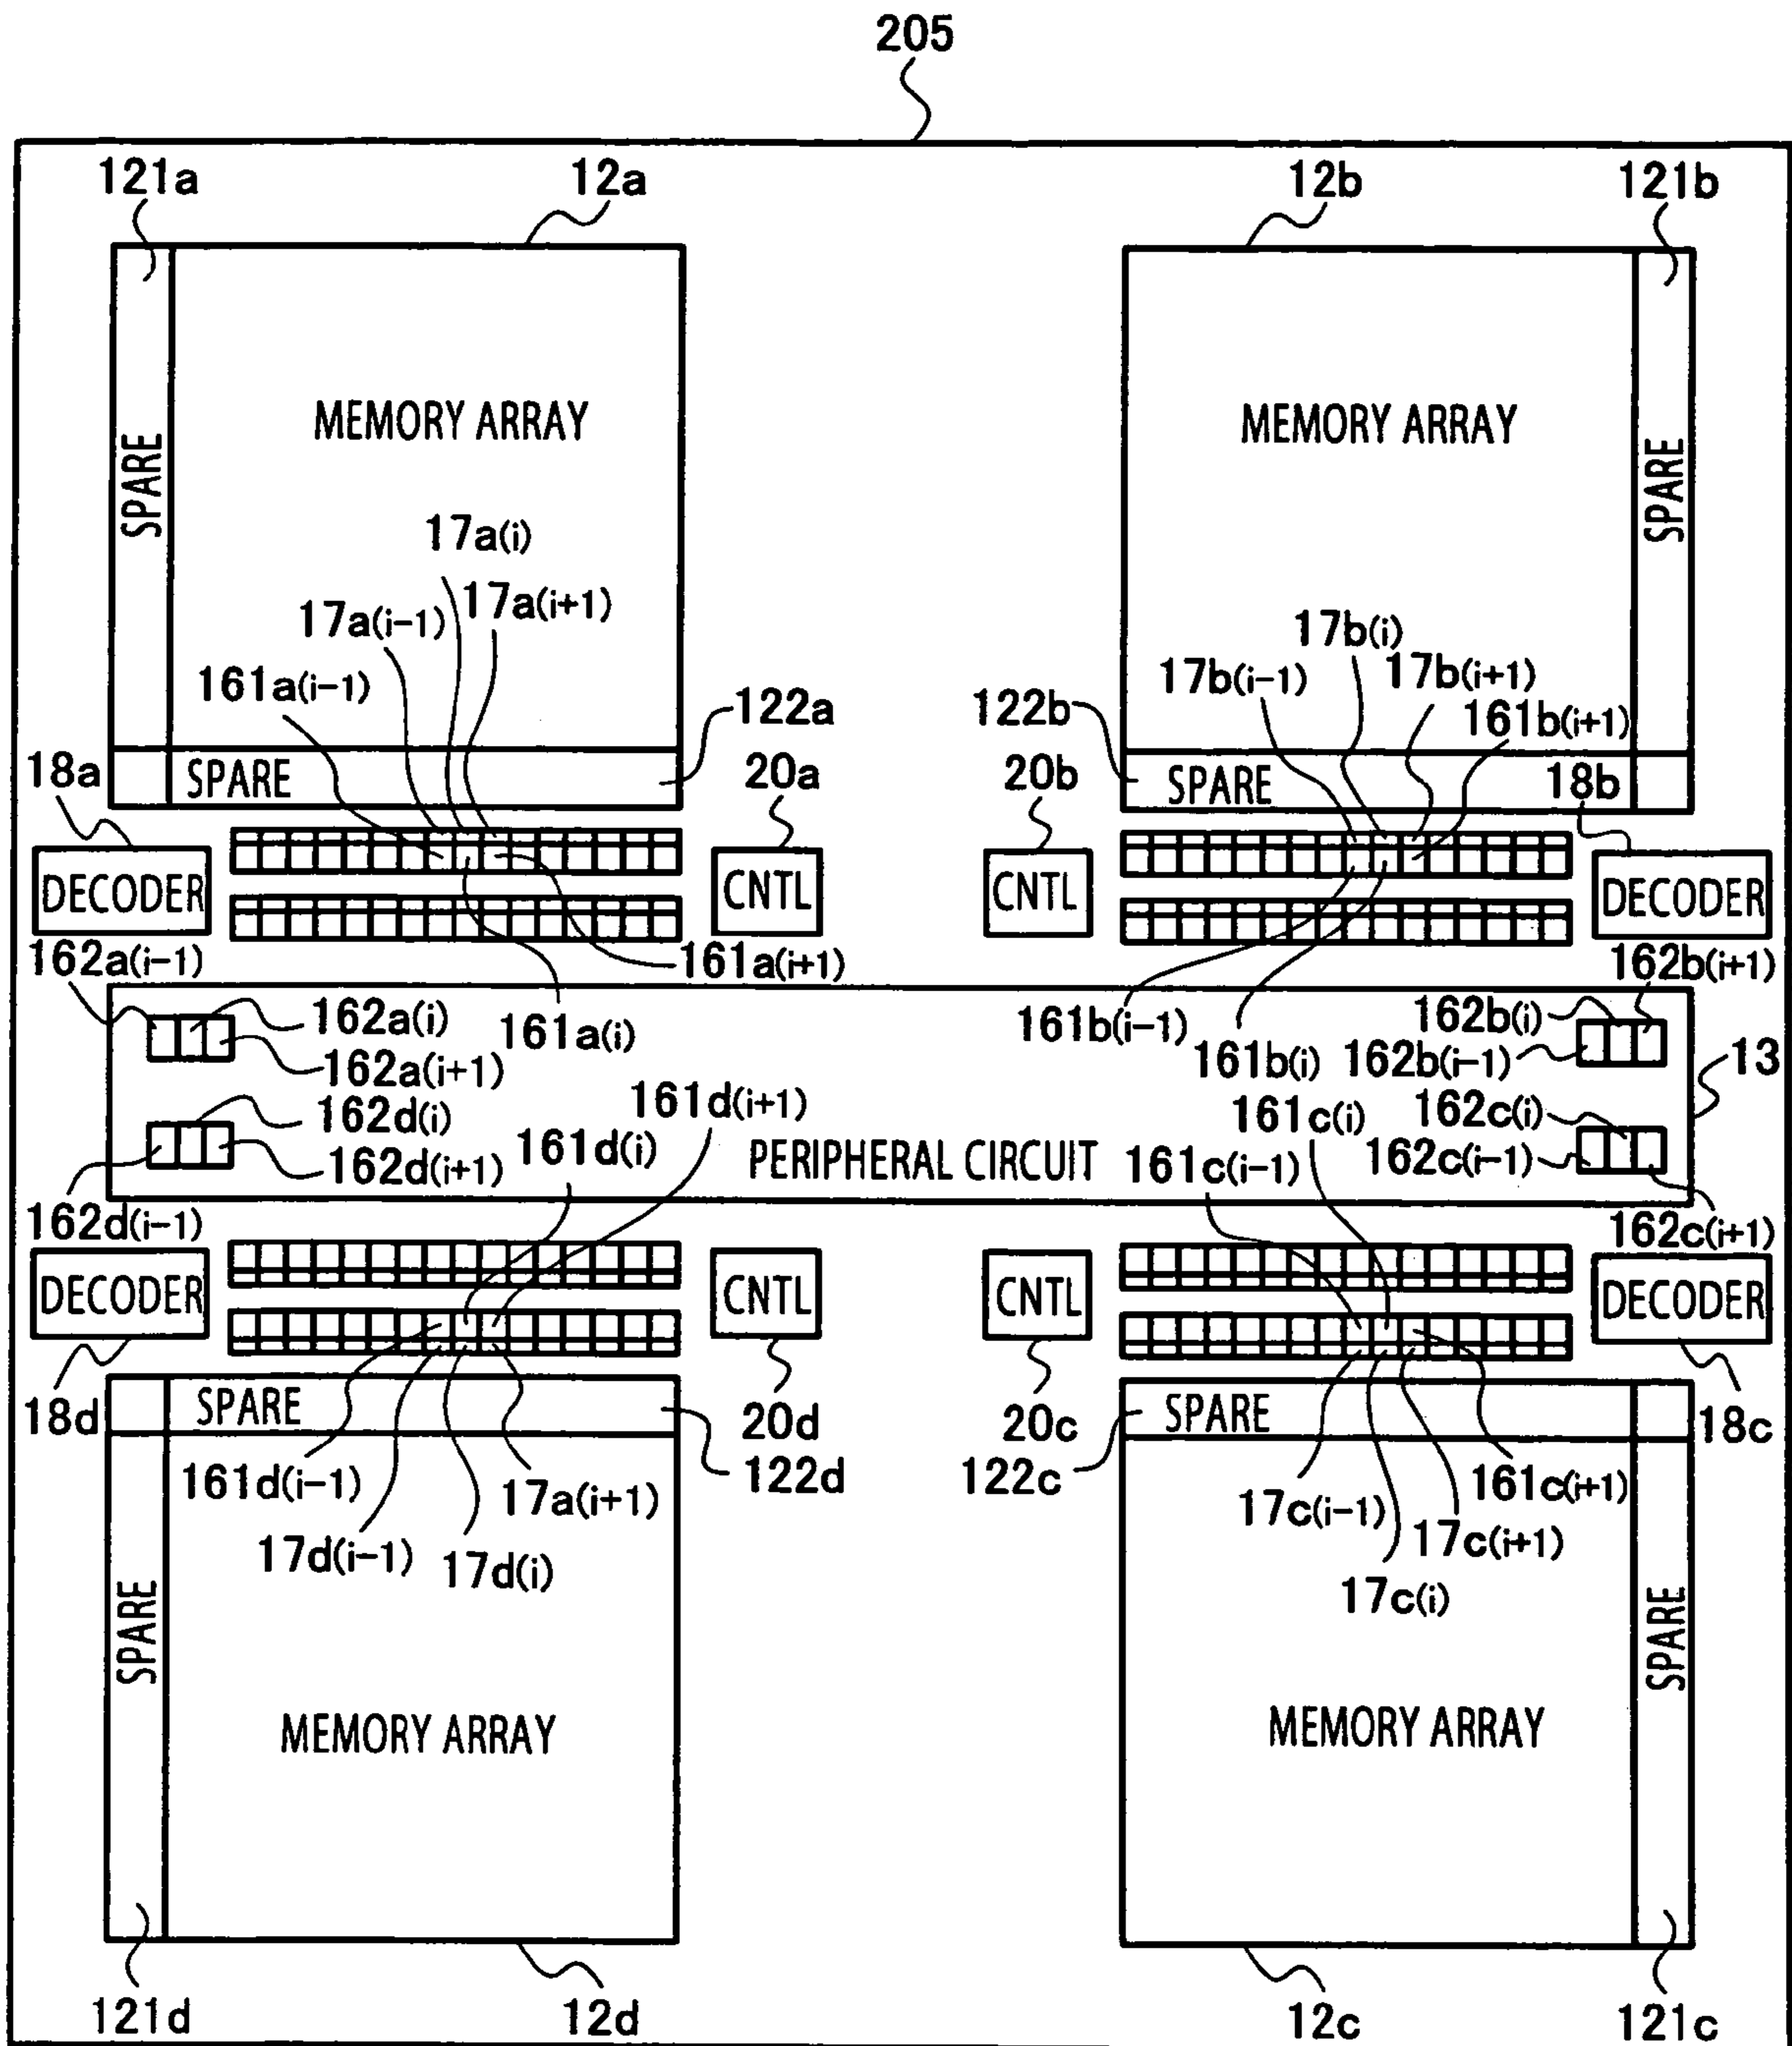 205
121a 12a 12b 121b
MEMORY ARRAY MEMORY ARRAY
SPARE SPARE
17a(i)
17a(i-1) 17a(i+1) 17b(i)
161a(i-1) 17b(i-1) 17b(i+1)
122a 122b 161b(i+1)
18a SPARE 20a 20b SPARE 18b
DECODER CNTL CNTL DECODER
162a(i-1) 161a(i+1) 162b(i+1)
162a(i) 161a(i) 161b(i-1) 162b(i)
162a(i+1) 161b(i) 162b(i-1) 13
162d(i) 161d(i+1) 161c(i) 162c(i)
162d(i+1) 161d(i) PERIPHERAL CIRCUIT 161c(i-1) 162c(i-1)
162d(i-1) 162c(i+1)
DECODER CNTL CNTL DECODER
18d SPARE 20d 20c SPARE 18c
161d(i-1) 17a(i+1) 122d 122c 161c(i+1)
17d(i-1) 17d(i) 17c(i-1) 17c(i+1)
17c(i)
SPARE SPARE
MEMORY ARRAY MEMORY ARRAY
121d 12d 12c 121c